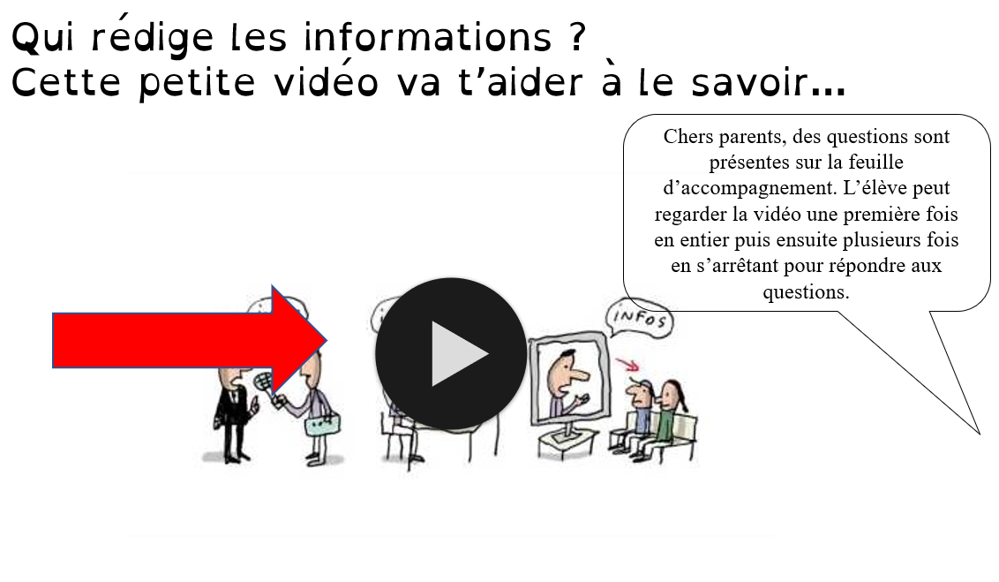 Qui rédige les informations ?
Cette petite vidéo va t’aider à le savoir…
Chers parents, des questions sont
présentes sur la feuille
d’accompagnement. L’élève peut
regarder la vidéo une première fois
en entier puis ensuite plusieurs fois
en s’arrêtant pour répondre aux
questions.
INFOS